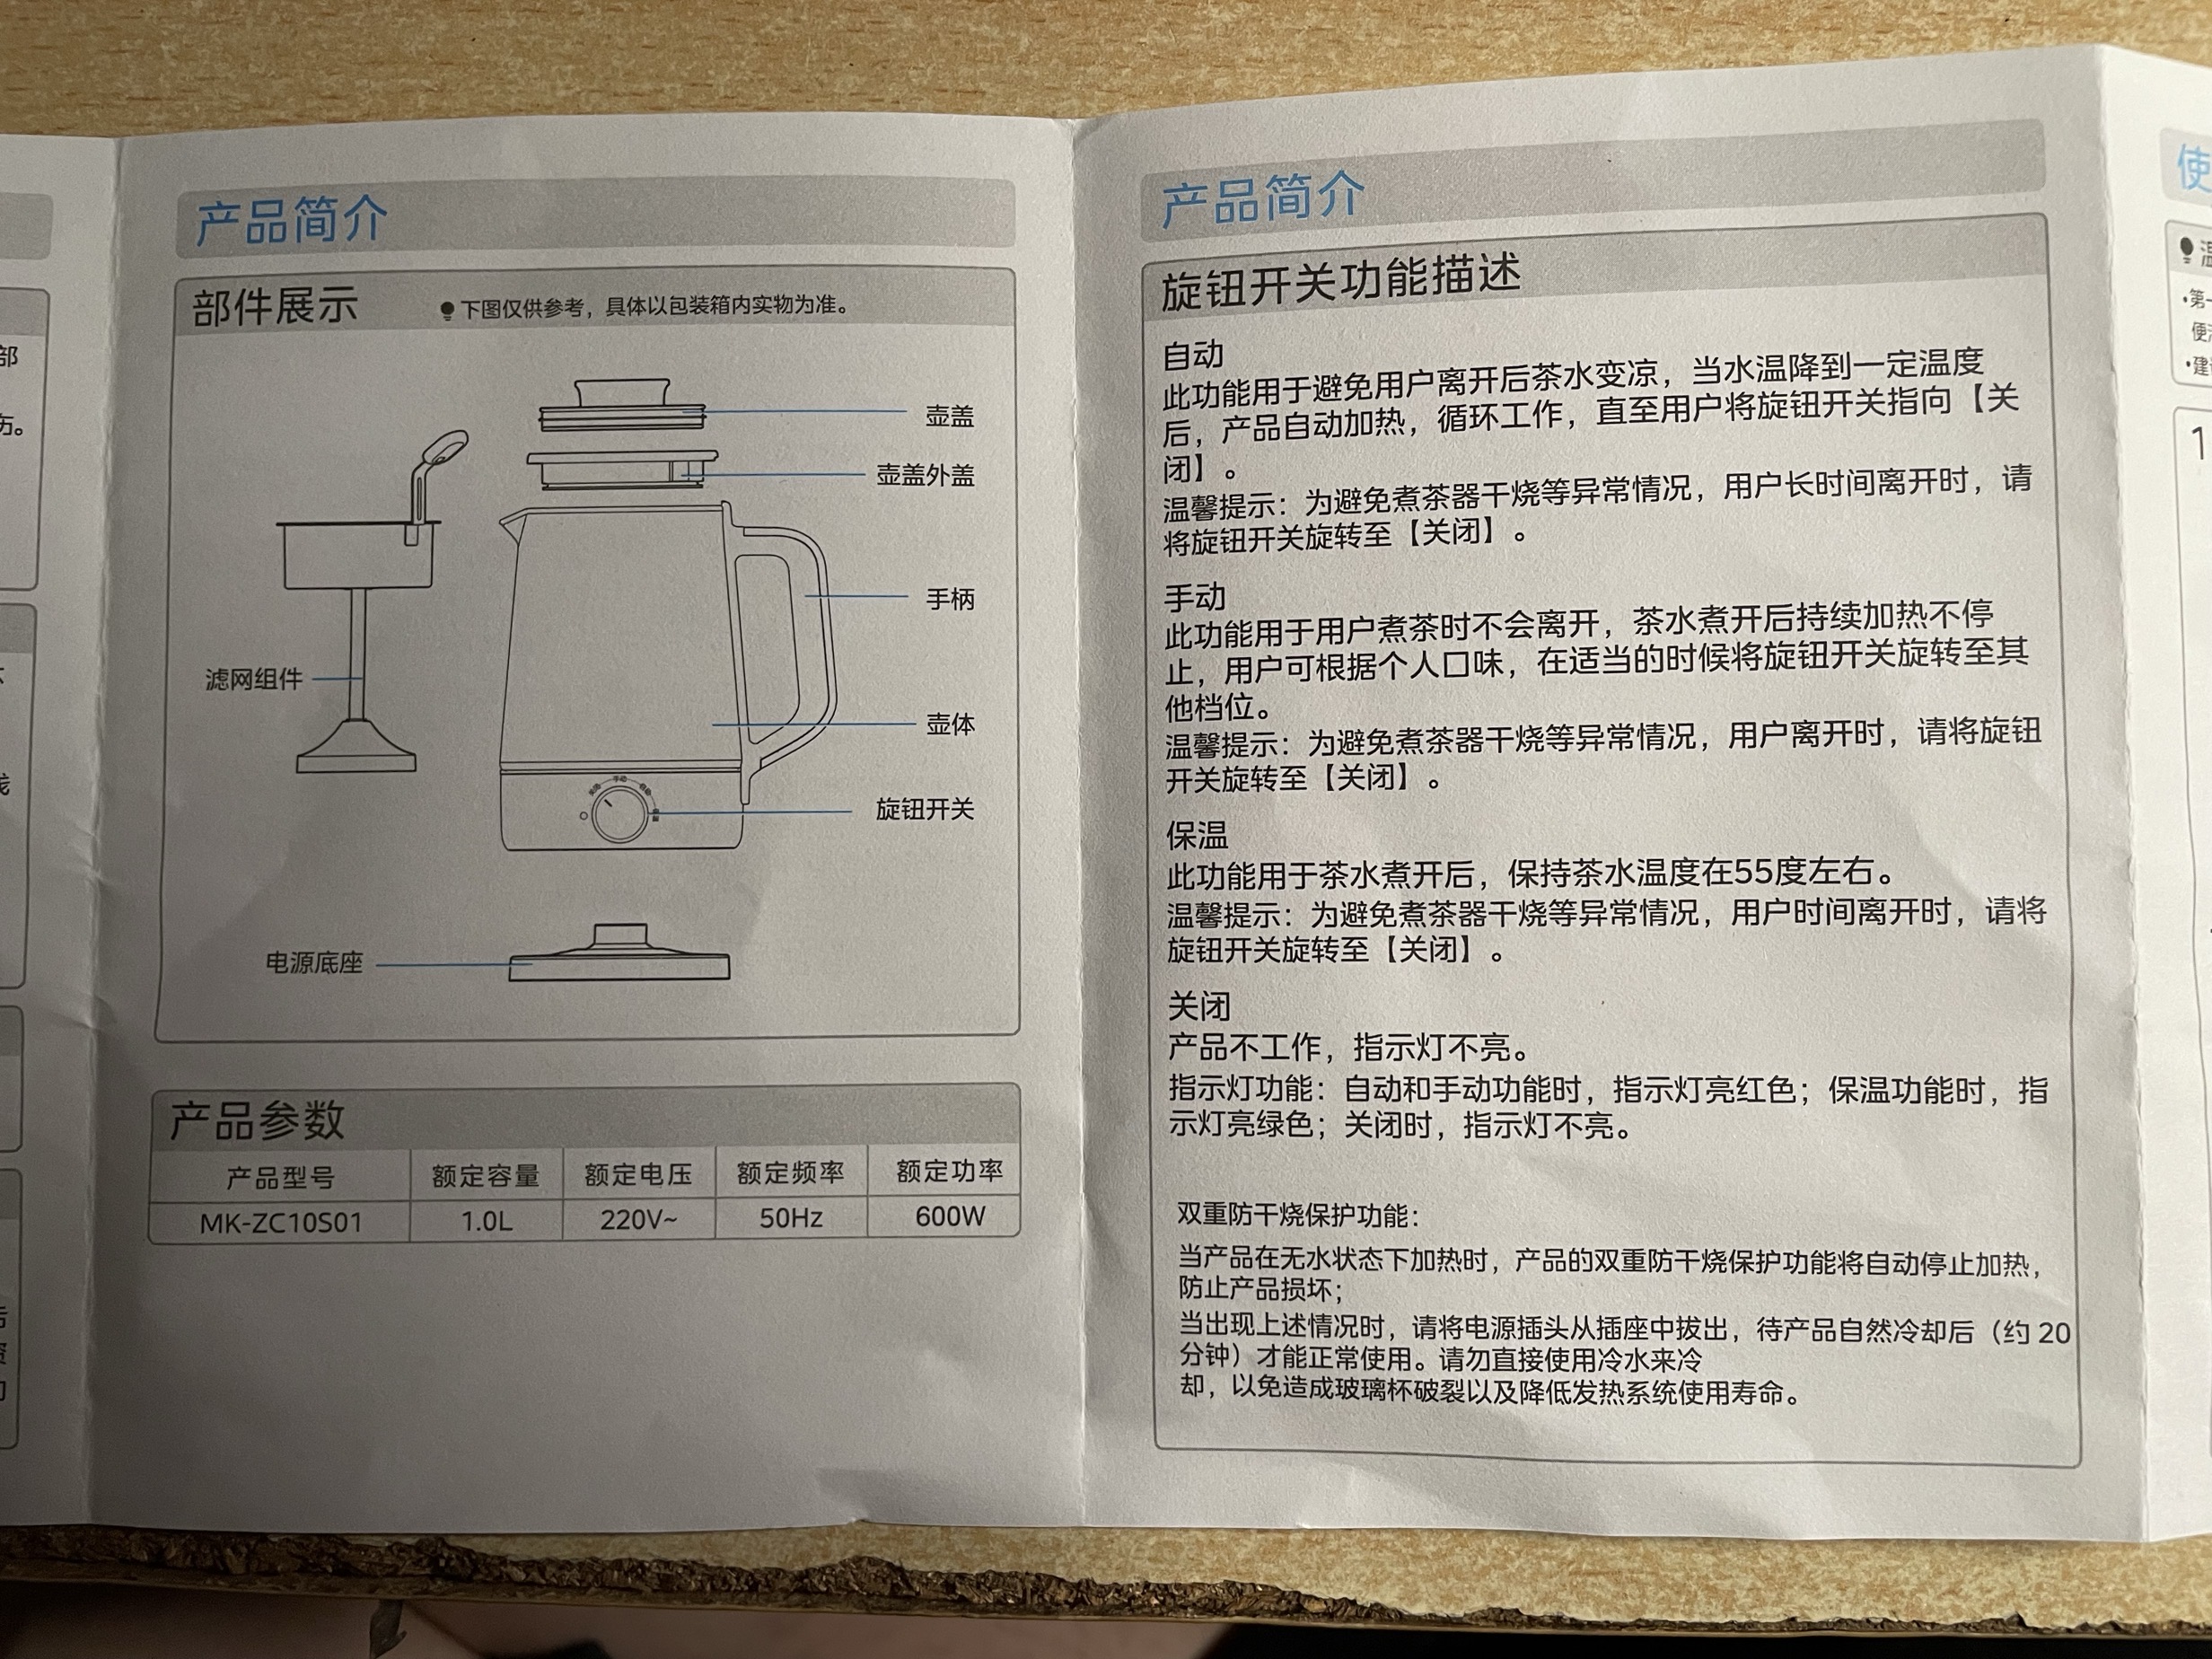 产品简介
部件展示
下图仅供参考，具体以包装箱内实物为准。
壶盖
壶盖外盖
手柄
滤网组件
壶体
旋钮开关
电源底座
产品参数
产品型号 额定容量 额定电压 额定频率 额定功率
MK-ZC10S01 1.0L 220V~ 50Hz 600W
产品简介
旋钮开关功能描述
自动
此功能用于避免用户离开后茶水变凉，当水温降到一定温度
后，产品自动加热，循环工作，直至用户将旋钮开关指向【关
闭】。
温馨提示：为避免煮茶器干烧等异常情况，用户长时间离开时，请
将旋钮开关旋转至【关闭】。
手动
此功能用于用户煮茶时不会离开，茶水煮开后持续加热不停
止，用户可根据个人口味，在适当的时候将旋钮开关旋转至其
他档位。
温馨提示：为避免煮茶器干烧等异常情况，用户离开时，请将旋钮
开关旋转至【关闭】。
保温
此功能用于茶水煮开后，保持茶水温度在55度左右。
温馨提示：为避免煮茶器干烧等异常情况，用户时间离开时，请将
旋钮开关旋转至【关闭】。
关闭
产品不工作，指示灯不亮。
指示灯功能：自动和手动功能时，指示灯亮红色；保温功能时，指
示灯亮绿色；关闭时，指示灯不亮。
双重防干烧保护功能：
当产品在无水状态下加热时，产品的双重防干烧保护功能将自动停止加热，
防止产品损坏；
当出现上述情况时，请将电源插头从插座中拔出，待产品自然冷却后（约 20
分钟）才能正常使用。请勿直接使用冷水来冷
却，以免造成玻璃杯破裂以及降低发热系统使用寿命。
使
1